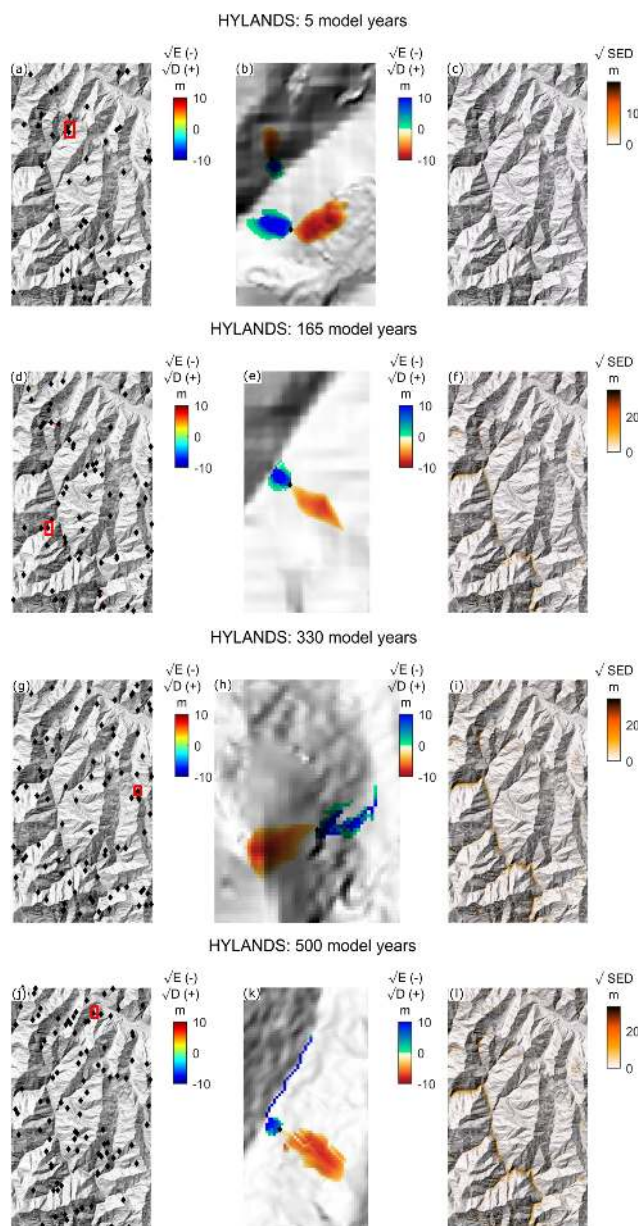 HYLANDS: 5 model years
(a)
√E (-)
√D (+)
m
10
0
-10
(b)
√E (-)
√D (+)
m
10
0
-10
(c)
√ SED
m
20
0
HYLANDS: 165 model years
(d)
√E (-)
√D (+)
m
10
0
-10
(e)
√E (-)
√D (+)
m
10
0
-10
(f)
√ SED
m
20
0
HYLANDS: 330 model years
(g)
√E (-)
√D (+)
m
10
0
-10
(h)
√E (-)
√D (+)
m
10
0
-10
(i)
√ SED
m
20
0
HYLANDS: 500 model years
(j)
√E (-)
√D (+)
m
10
0
-10
(k)
√E (-)
√D (+)
m
10
0
-10
(l)
√ SED
m
20
0